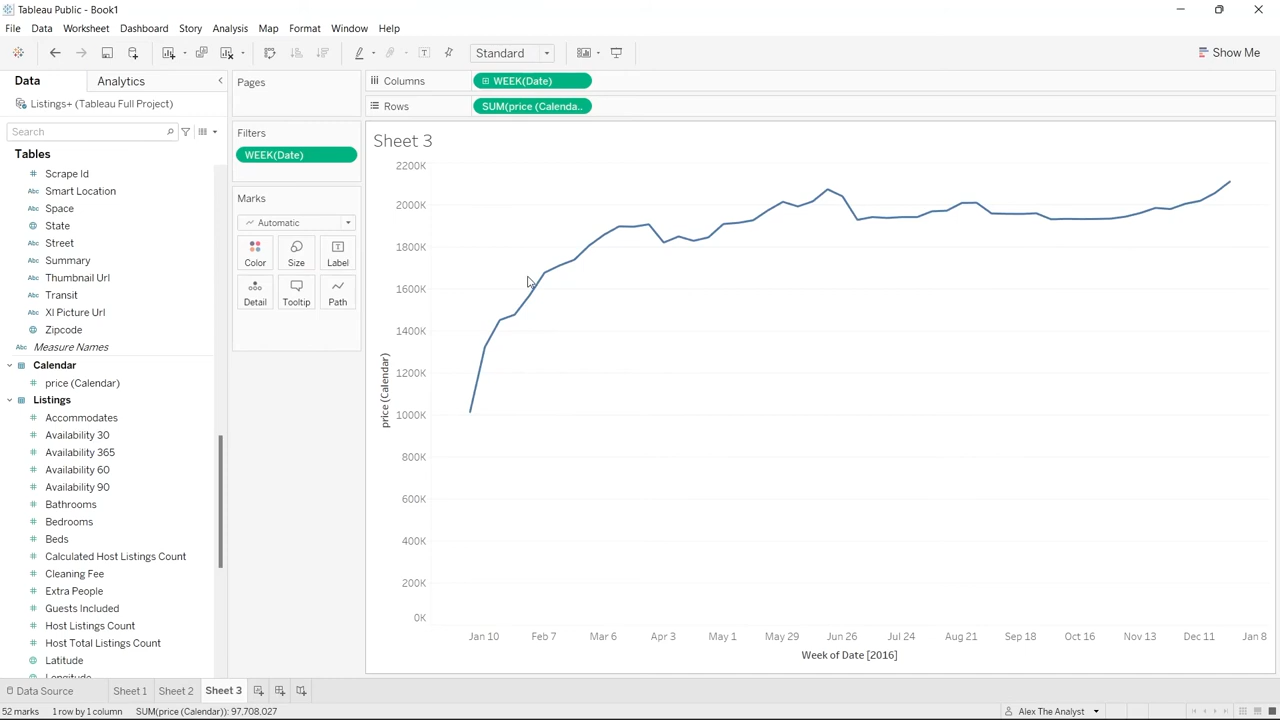 Tableau Public - Book1
File Data Worksheet Dashboard Story Analysis Map Format Window Help
Standard
Show Me
Data Analytics
Listings+ (Tableau Full Project)
Search
Tables
# Scrape Id
Abc Smart Location
Abc Space
State
Abc Street
Abc Summary
Abc Thumbnail Url
Abc Transit
Abc Xl Picture Url
Zipcode
Abc Measure Names
Calendar
# price (Calendar)
Listings
# Accommodates
# Availability 30
# Availability 365
# Availability 60
# Availability 90
# Bathrooms
# Bedrooms
# Beds
# Calculated Host Listings Count
# Cleaning Fee
# Extra People
# Guests Included
# Host Listings Count
# Host Total Listings Count
Latitude
Pages
Filters
WEEK(Date)
Marks
Automatic
Color Size Label
Detail Tooltip Path
Columns WEEK(Date)
Rows SUM(price (Calenda..
Sheet 3
2200K
2000K
1800K
1600K
1400K
1200K
1000K
800K
600K
400K
200K
0K
price (Calendar)
Jan 10 Feb 7 Mar 6 Apr 3 May 1 May 29 Jun 26 Jul 24 Aug 21 Sep 18 Oct 16 Nov 13 Dec 11 Jan 8
Week of Date [2016]
Data Source Sheet 1 Sheet 2 Sheet 3
52 marks 1 row by 1 column SUM(price (Calendar)): 97,708,027 Alex The Analyst